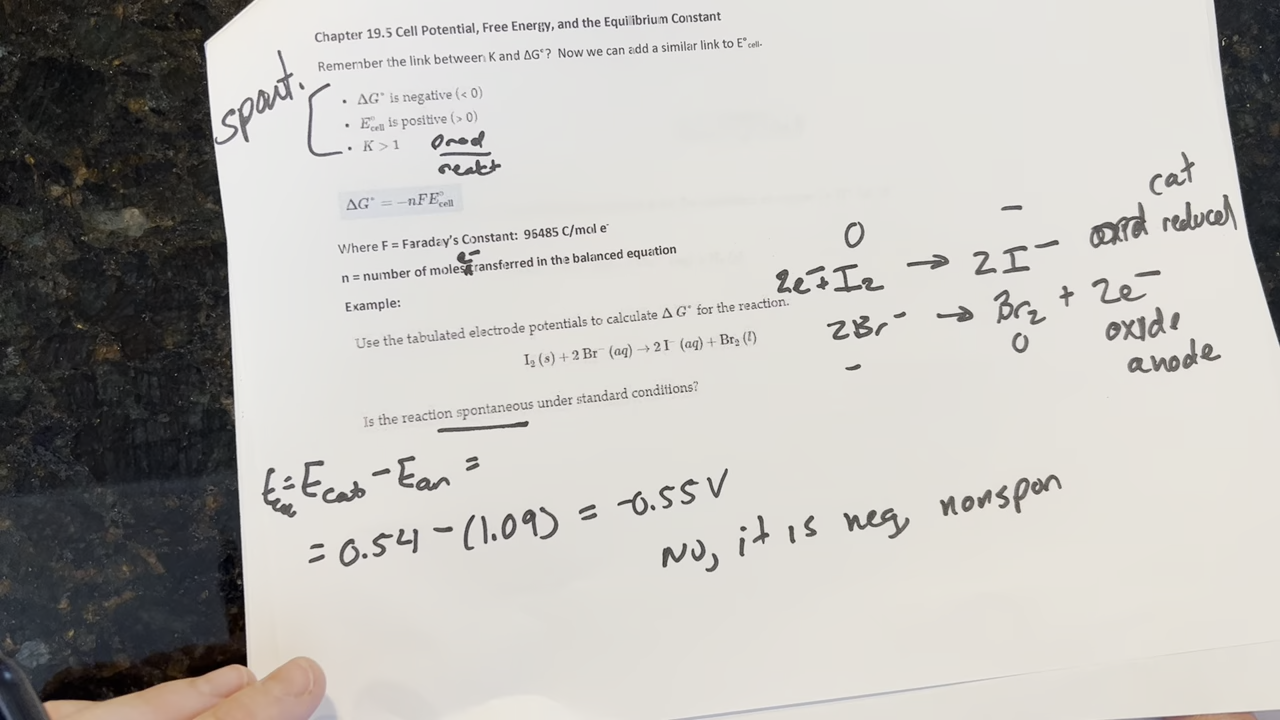 Chapter 19.5 Cell Potential, Free Energy, and the Equilibrium Constant
Remember the link between K and ΔG°? Now we can add a similar link to E°cell.
spont.
• ΔG° is negative (< 0)
• E°cell is positive (> 0)
• K > 1
prod
react
ΔG° = −nFE°cell
Where F = Faraday's Constant: 96485 C/mol e⁻
e⁻
n = number of moles transferred in the balanced equation
Example:
Use the tabulated electrode potentials to calculate Δ G° for the reaction.
I₂ (s) + 2 Br⁻ (aq) → 2 I⁻ (aq) + Br₂ (l)
Is the reaction spontaneous under standard conditions?
0 −
2e⁻ + I₂ → 2I⁻ reduced
cat
2Br⁻ → Br₂ + 2e⁻
− 0
oxide
anode
= Ecat − Ean =
= 0.54 − (1.09) = -0.55 V
No, it is neg, nonspon